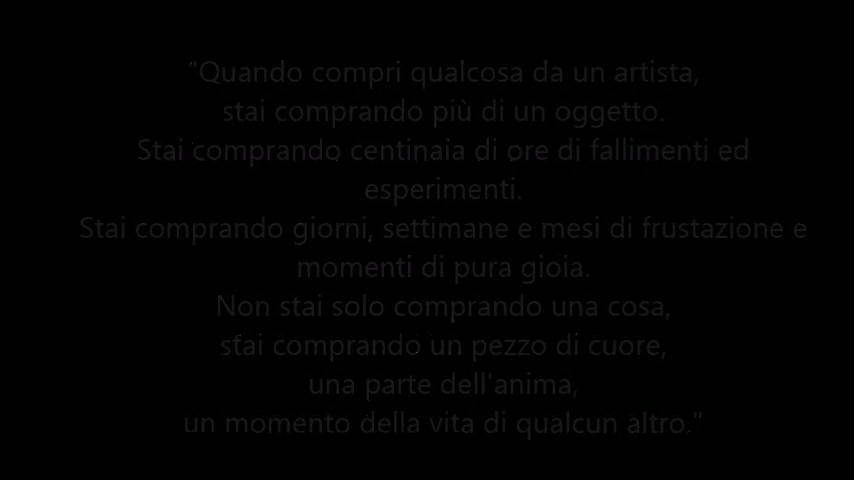 "Quando compri qualcosa da un artista,
stai comprando più di un oggetto.
Stai comprando centinaia di ore di fallimenti ed
esperimenti.
Stai comprando giorni, settimane e mesi di frustazione e
momenti di pura gioia.
Non stai solo comprando una cosa,
stai comprando un pezzo di cuore,
una parte dell'anima,
un momento della vita di qualcun altro."